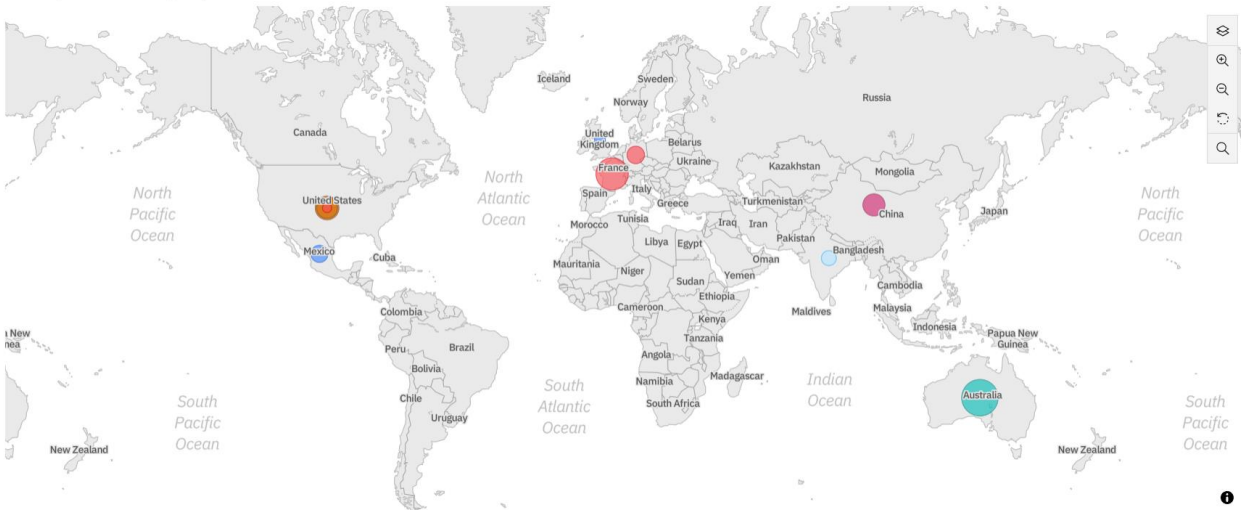 Iceland
Sweden
Norway
Russia
Canada
United
Kingdom
Belarus
Ukraine
France
Kazakhstan
Mongolia
North
Pacific
Ocean
North
Atlantic
Ocean
Spain
Italy
Greece
Turkmenistan
United States
China
Japan
North
Pacific
Ocean
Morocco
Tunisia
Iraq
Iran
Pakistan
Libya
Egypt
Mexico
Cuba
Bangladesh
Oman
Mauritania
Niger
Sudan
Yemen
Cambodia
Ethiopia
Colombia
Cameroon
Kenya
Maldives
Malaysia
Indonesia
Papua New
Guinea
a New
nea
Peru
Brazil
Tanzania
Angola
Bolivia
Madagascar
Namibia
South
Atlantic
Ocean
Indian
Ocean
Australia
Chile
South Africa
South
Pacific
Ocean
South
Pacific
Ocean
Uruguay
New Zealand
New Zealand